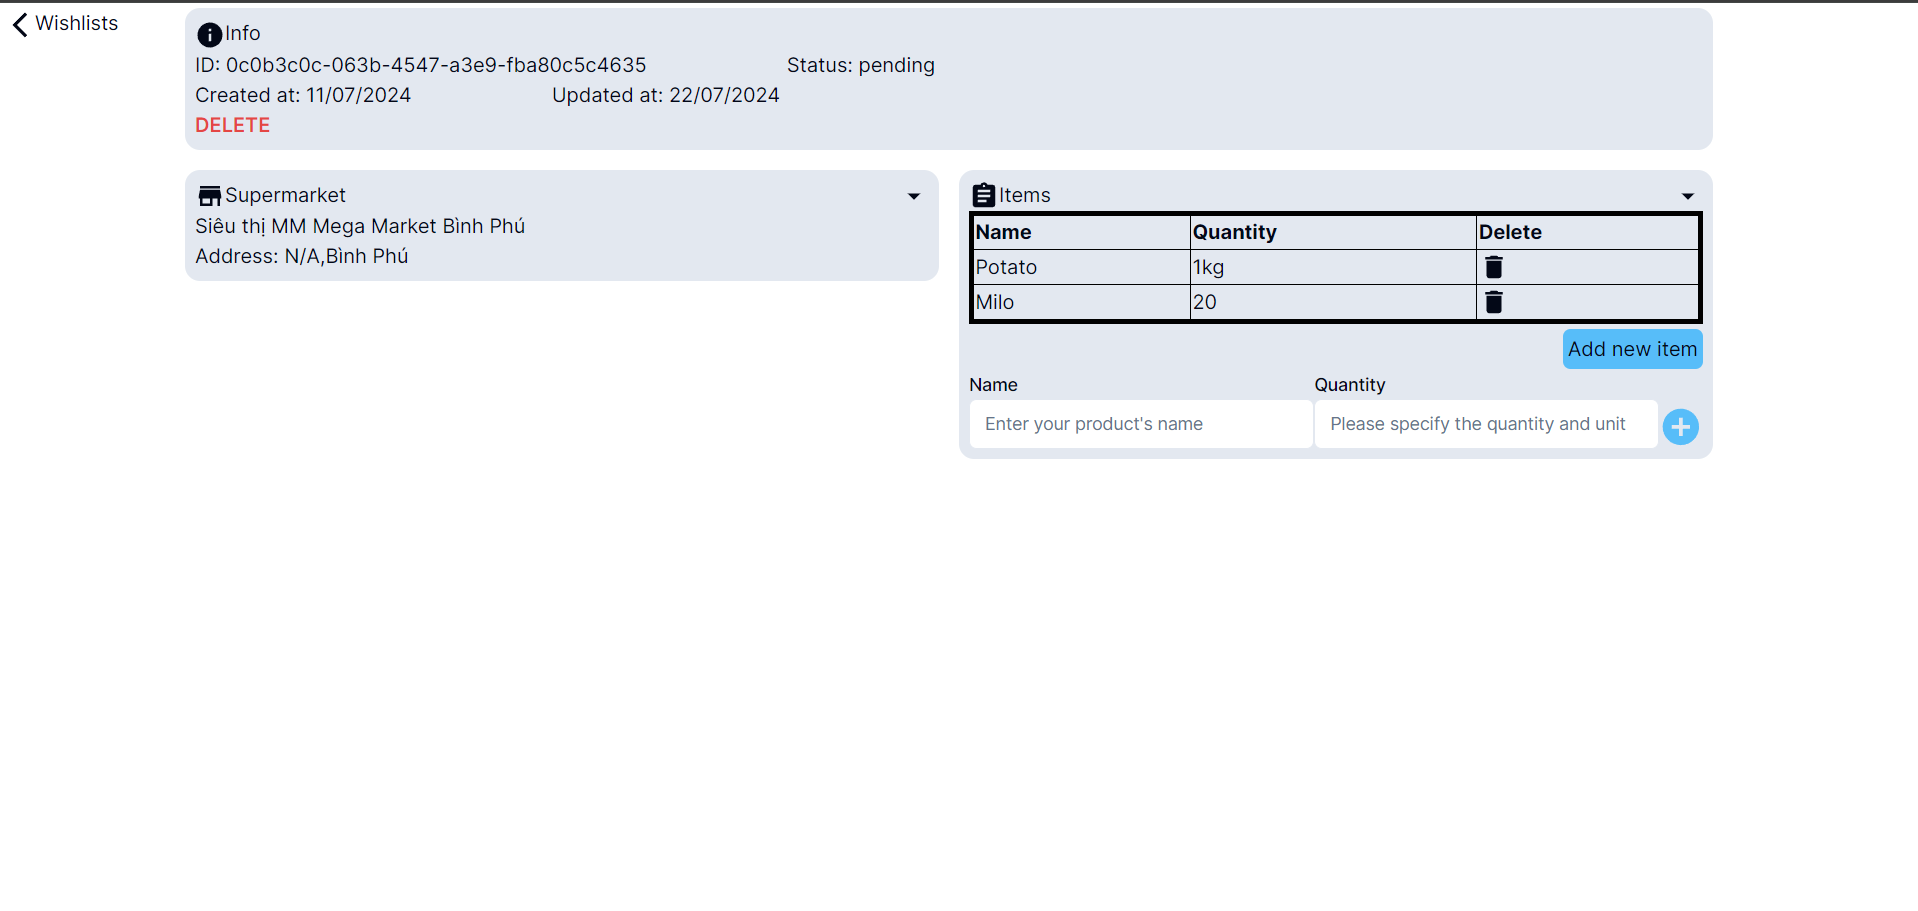 Wishlists
Info
ID: 0c0b3c0c-063b-4547-a3e9-fba80c5c4635 Status: pending
Created at: 11/07/2024 Updated at: 22/07/2024
DELETE
Supermarket
Siêu thị MM Mega Market Bình Phú
Address: N/A,Bình Phú
Items
Name Quantity Delete
Potato 1kg
Milo 20
Add new item
Name Quantity
Enter your product's name Please specify the quantity and unit